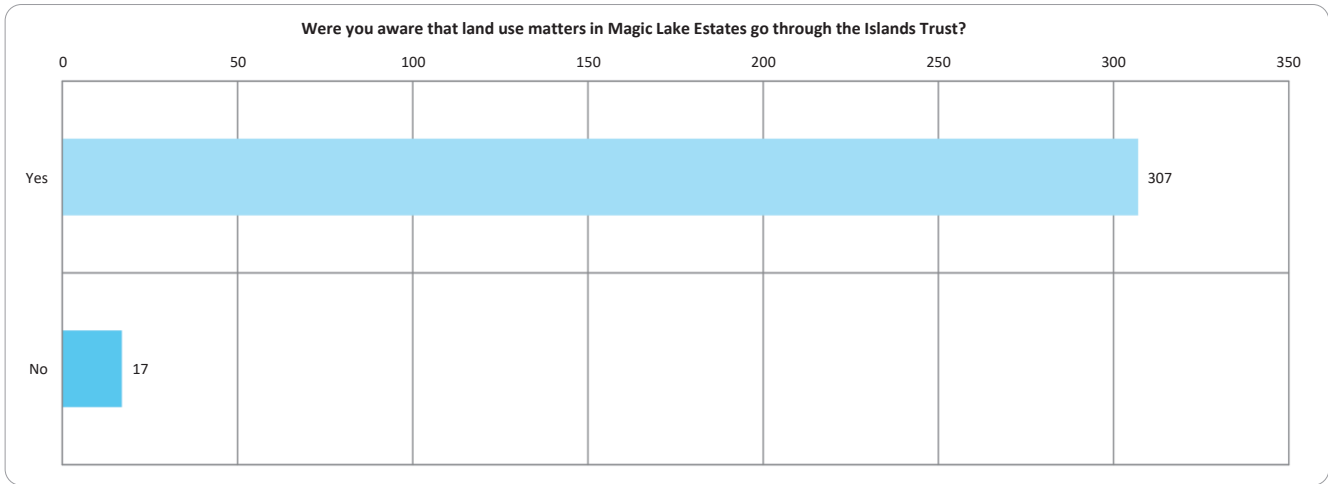 Were you aware that land use matters in Magic Lake Estates go through the Islands Trust?
0 50 100 150 200 250 300 350
Yes 307
No 17